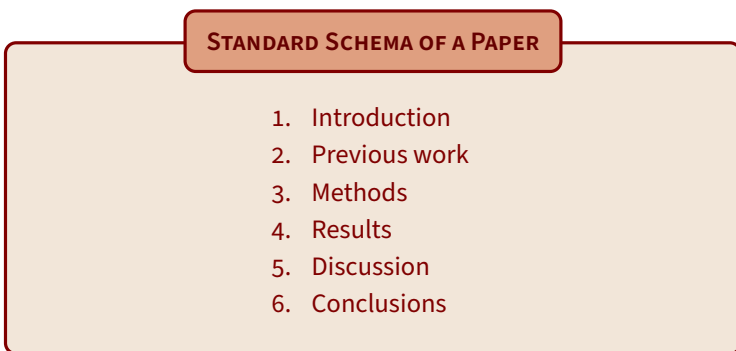 Standard Schema of a Paper
1. Introduction
2. Previous work
3. Methods
4. Results
5. Discussion
6. Conclusions